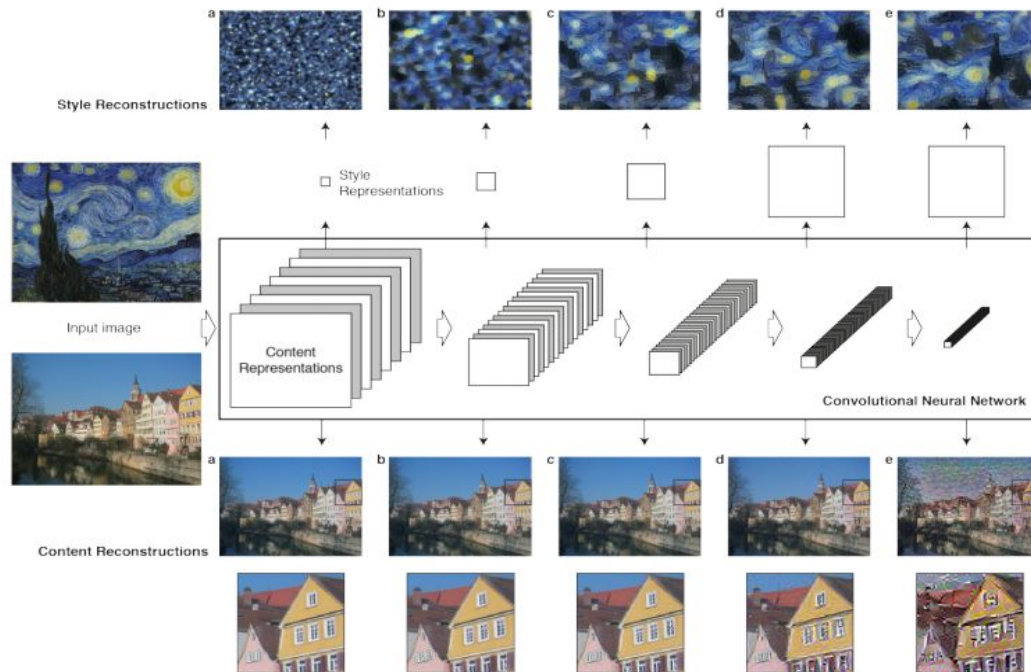 a b c d e
Style Reconstructions
Style
Representations
Input image
Content
Representations
Convolutional Neural Network
a b c d e
Content Reconstructions